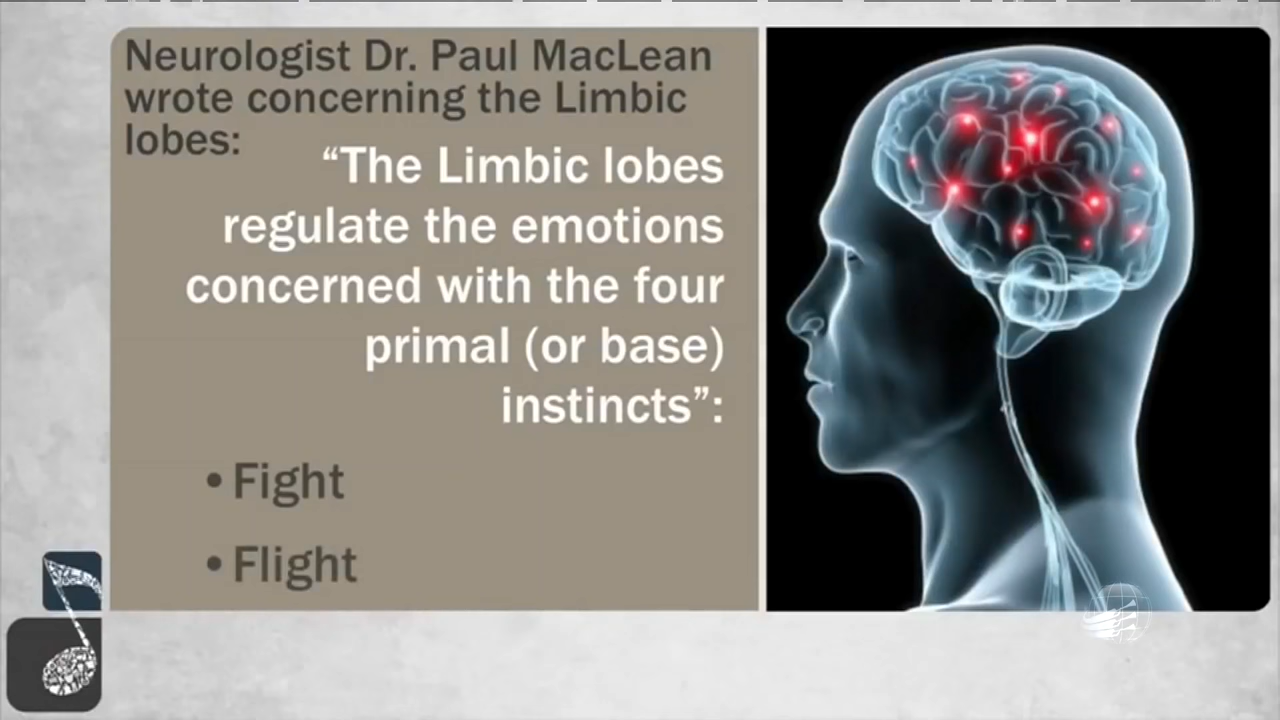 Neurologist Dr. Paul MacLean
wrote concerning the Limbic
lobes:
“The Limbic lobes
regulate the emotions
concerned with the four
primal (or base)
instincts”:
• Fight
• Flight